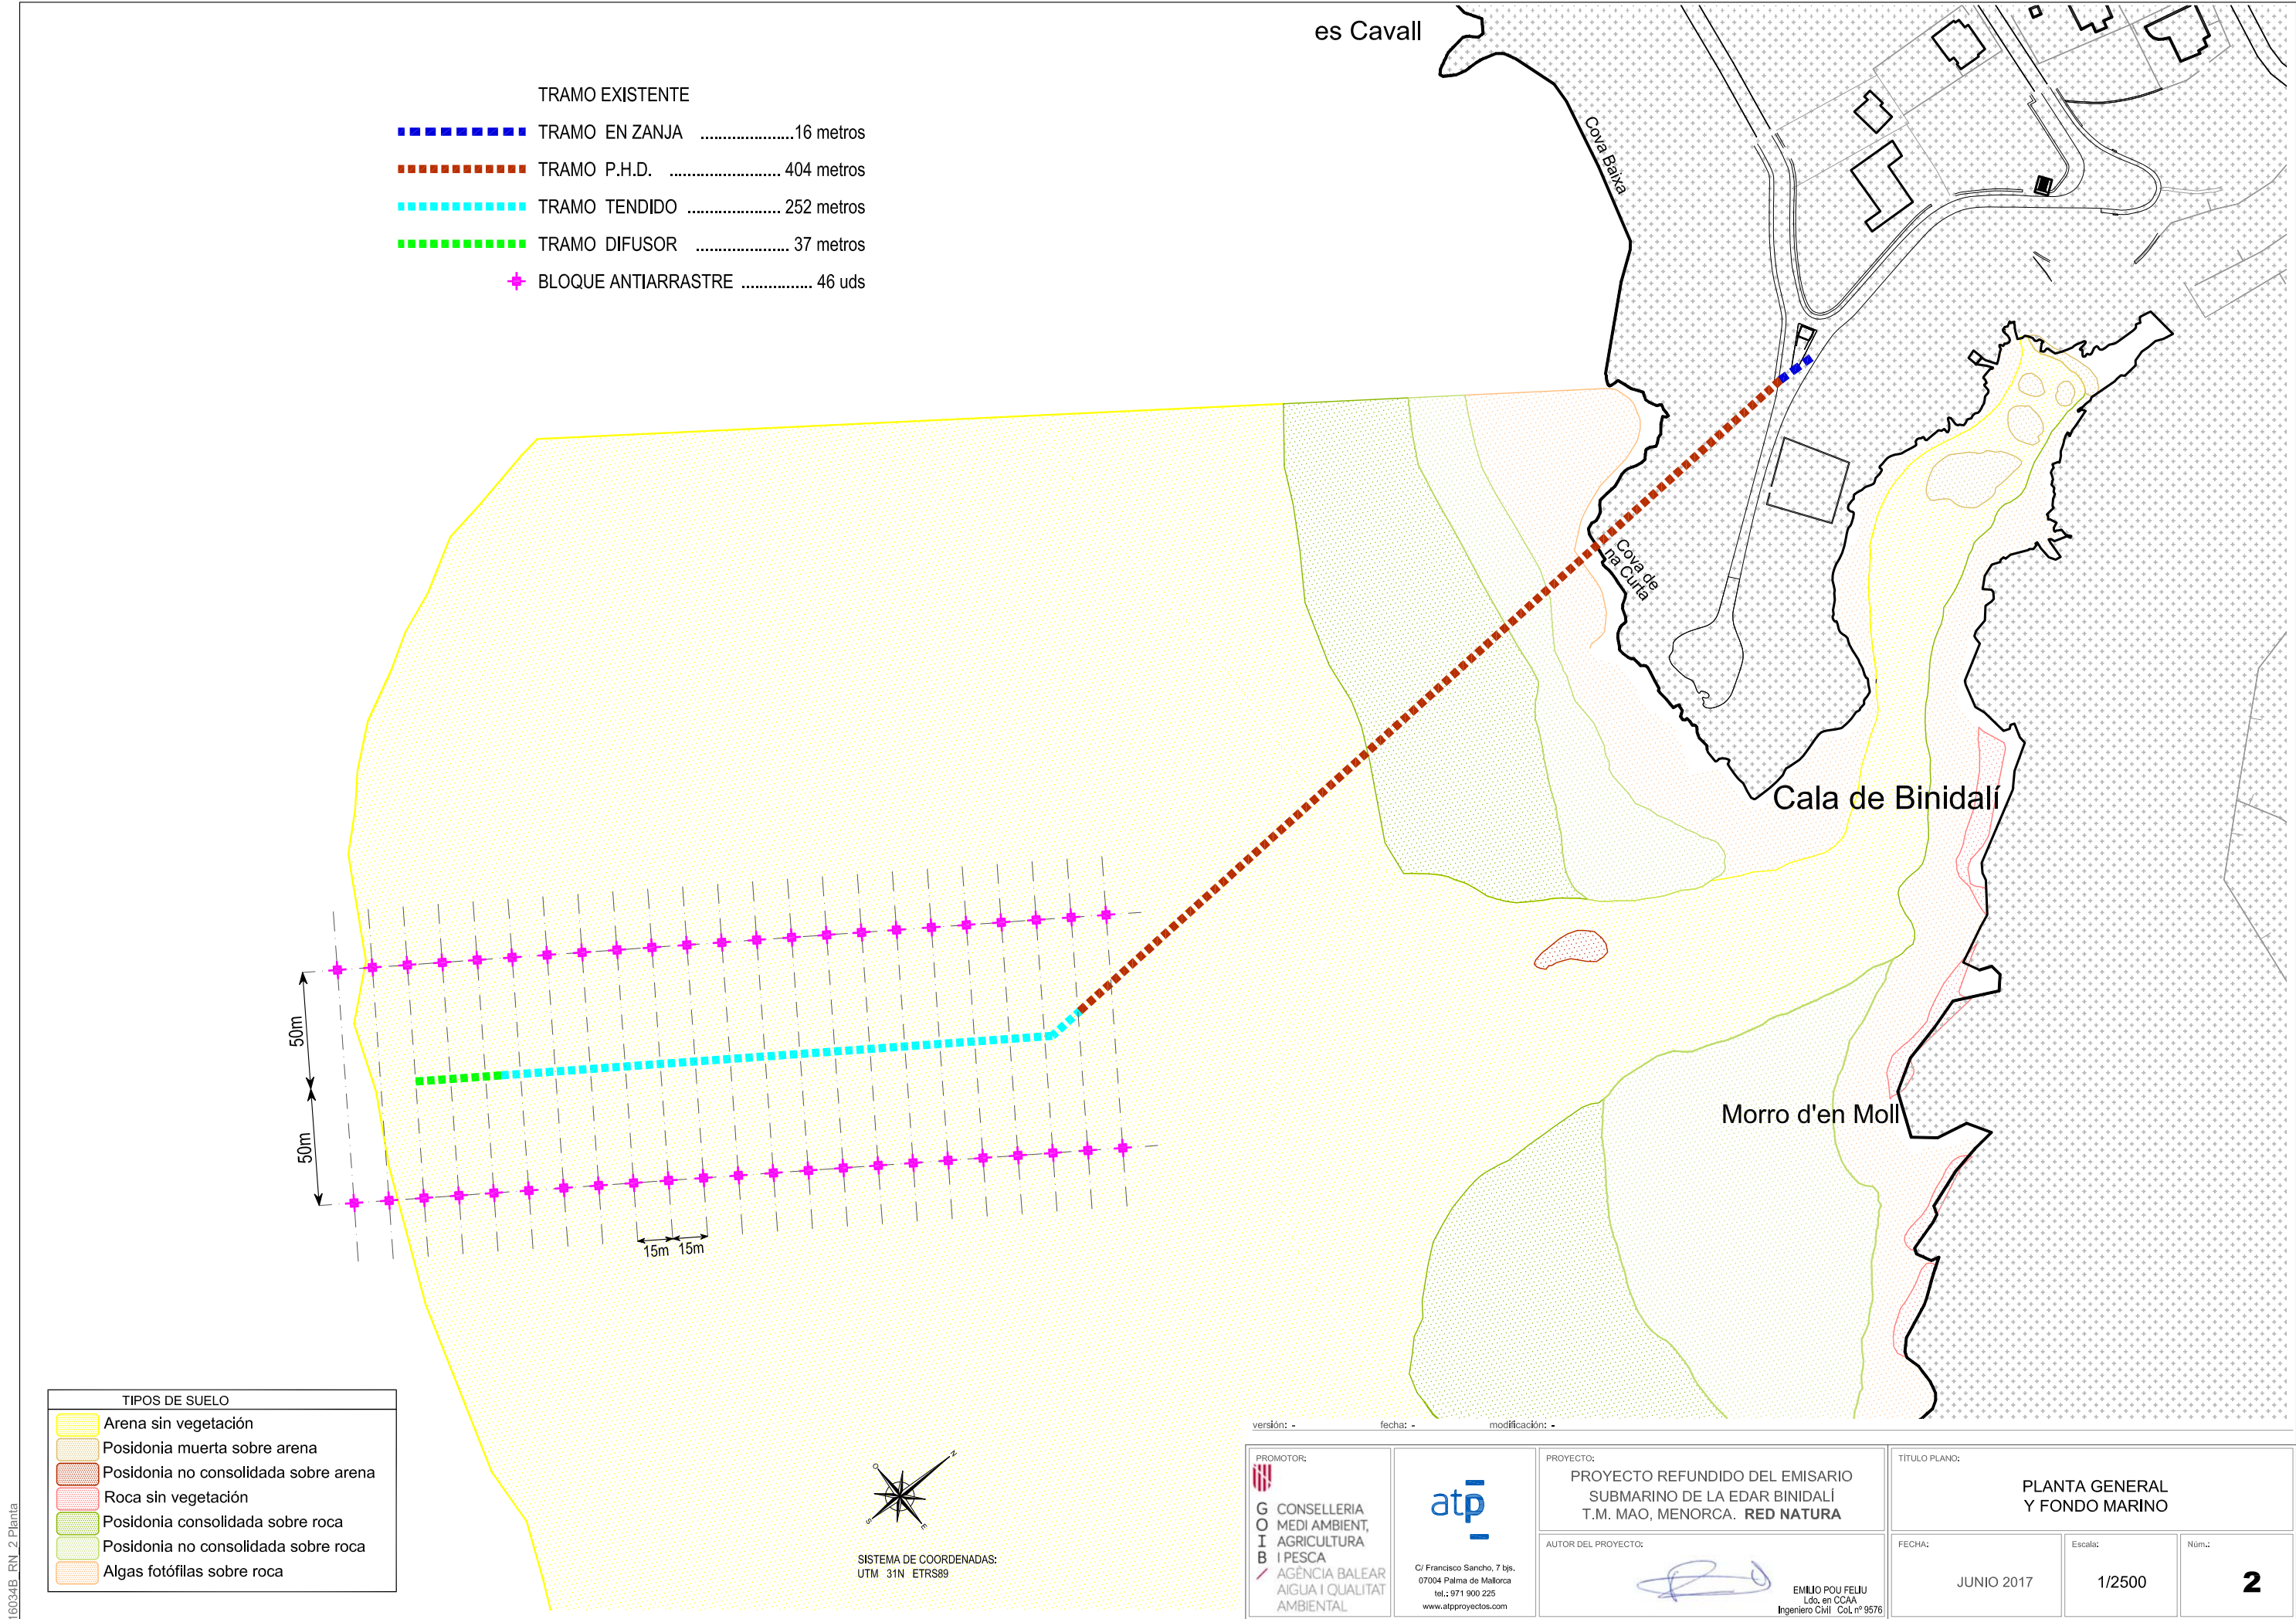 es Cavall
TRAMO EXISTENTE
TRAMO EN ZANJA ......................16 metros
TRAMO P.H.D. .......................... 404 metros
TRAMO TENDIDO ...................... 252 metros
TRAMO DIFUSOR ...................... 37 metros
BLOQUE ANTIARRASTRE ................. 46 uds
Cova Baixa
Cova de
na Curta
Cala de Binidalí
Morro d'en Moll
50m
50m
15m 15m
TIPOS DE SUELO
Arena sin vegetación
Posidonia muerta sobre arena
Posidonia no consolidada sobre arena
Roca sin vegetación
Posidonia consolidada sobre roca
Posidonia no consolidada sobre roca
Algas fotófilas sobre roca
N
O
S
E
SISTEMA DE COORDENADAS:
UTM 31N ETRS89
versión: - fecha: - modificación: -
PROMOTOR:
G CONSELLERIA
O MEDI AMBIENT,
I AGRICULTURA
B I PESCA
/ AGÈNCIA BALEAR
AIGUA I QUALITAT
AMBIENTAL
atp
C/ Francisco Sancho, 7 bjs.
07004 Palma de Mallorca
tel.: 971 900 225
www.atpproyectos.com
PROYECTO:
PROYECTO REFUNDIDO DEL EMISARIO
SUBMARINO DE LA EDAR BINIDALÍ
T.M. MAO, MENORCA. RED NATURA
AUTOR DEL PROYECTO:
EMILIO POU FELIU
Ldo. en CCAA
Ingeniero Civil Col. nº 9576
TÍTULO PLANO:
PLANTA GENERAL
Y FONDO MARINO
FECHA:
JUNIO 2017
Escala:
1/2500
Núm.:
2
16034B_RN_2 Planta